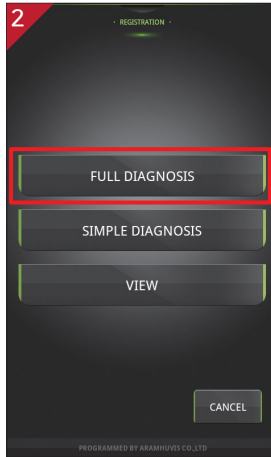 2
· REGISTRATION ·
FULL DIAGNOSIS
SIMPLE DIAGNOSIS
VIEW
CANCEL
PROGRAMMED BY ARAMHUVIS CO.,LTD